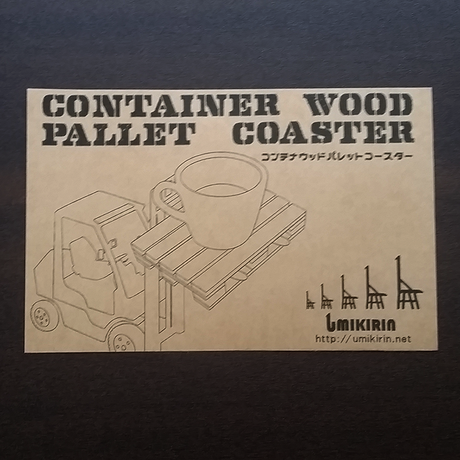 CONTAINER WOOD
PALLET COASTER
コンテナウッドパレットコースター
UMIKIRIN
http://umikirin.net